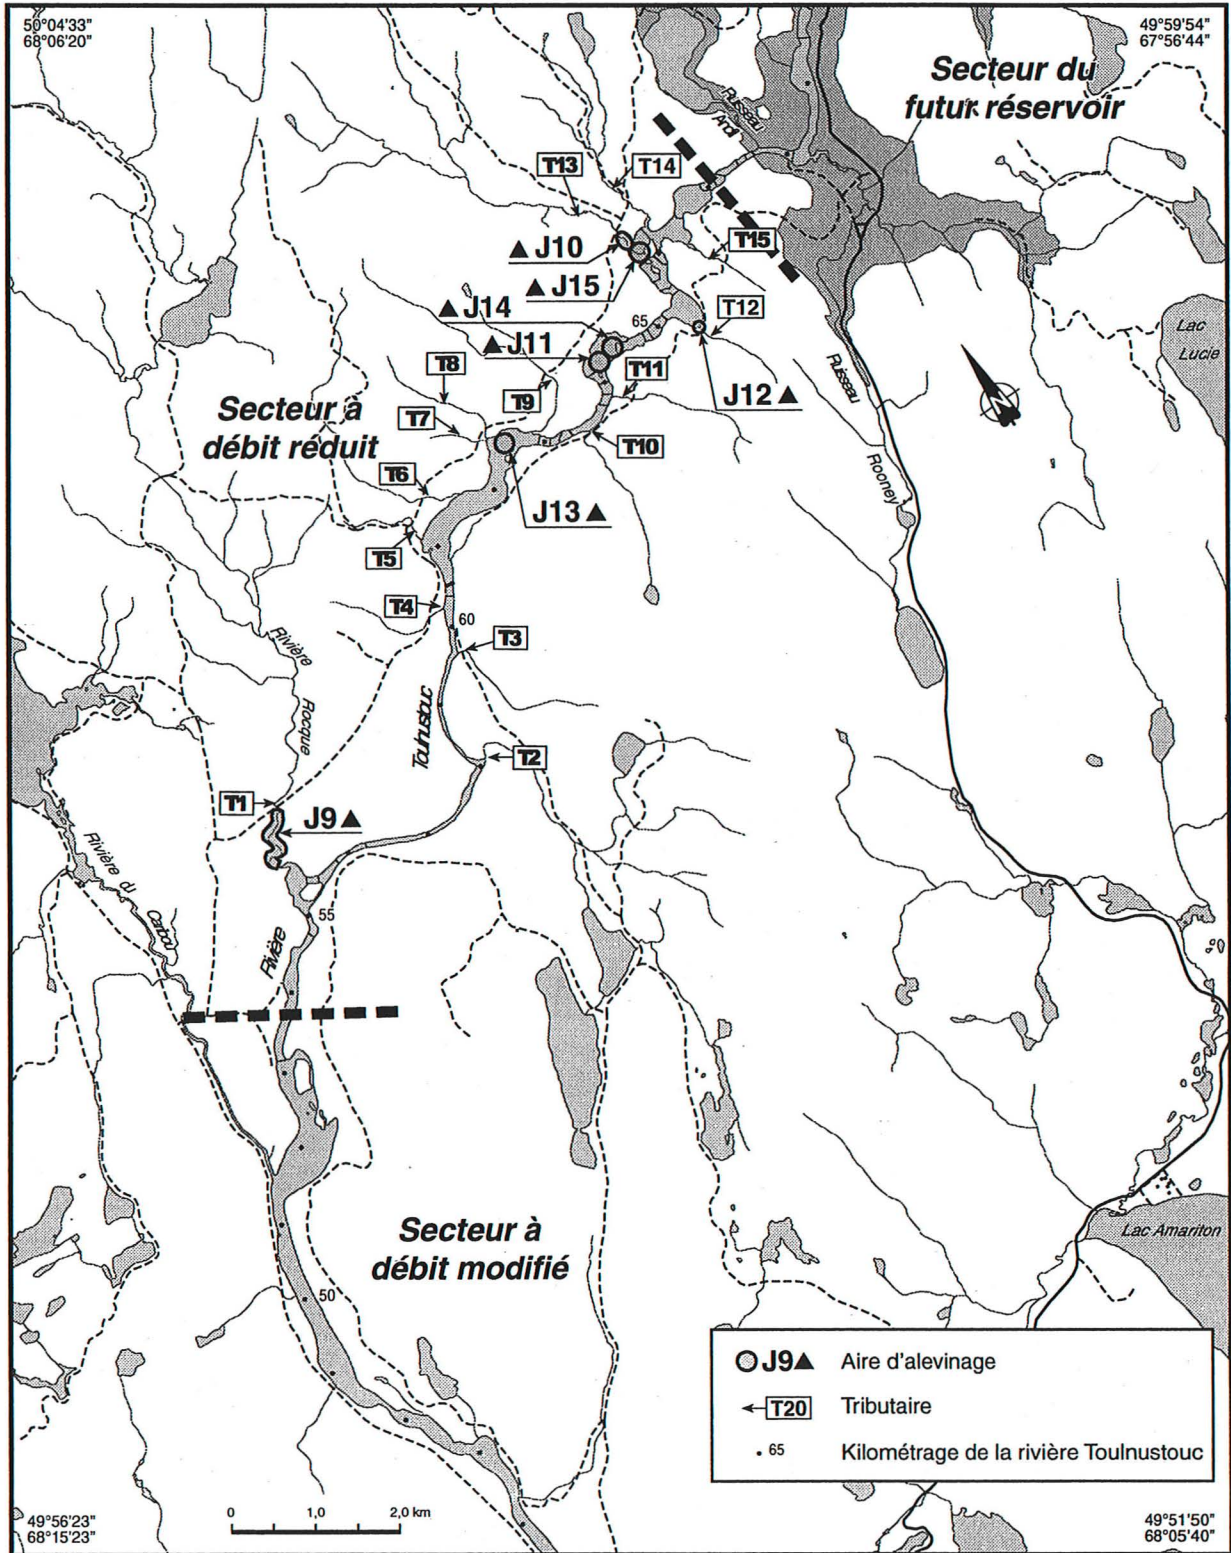 50°04'33"
68°06'20"
49°59'54"
67°56'44"
Secteur du
futur réservoir
Ruisseau
T13
T14
▲ J10
T15
▲ J15
▲ J14
65
T12
Lac
Lucie
▲ J11
T11
T8
J12 ▲
T9
Ruisseau
Rooney
Secteur à
débit réduit
T7
T10
T6
J13 ▲
T5
T4
60
T3
Rivière
Rocque
Toulnustouc
T2
T1
J9 ▲
Rivière du
Caribou
55
Rivière
Secteur à
débit modifié
Lac Amariton
50
J9▲ Aire d'alevinage
T20 Tributaire
65 Kilométrage de la rivière Toulnustouc
0 1,0 2,0 km
49°56'23"
68°15'23"
49°51'50"
68°05'40"